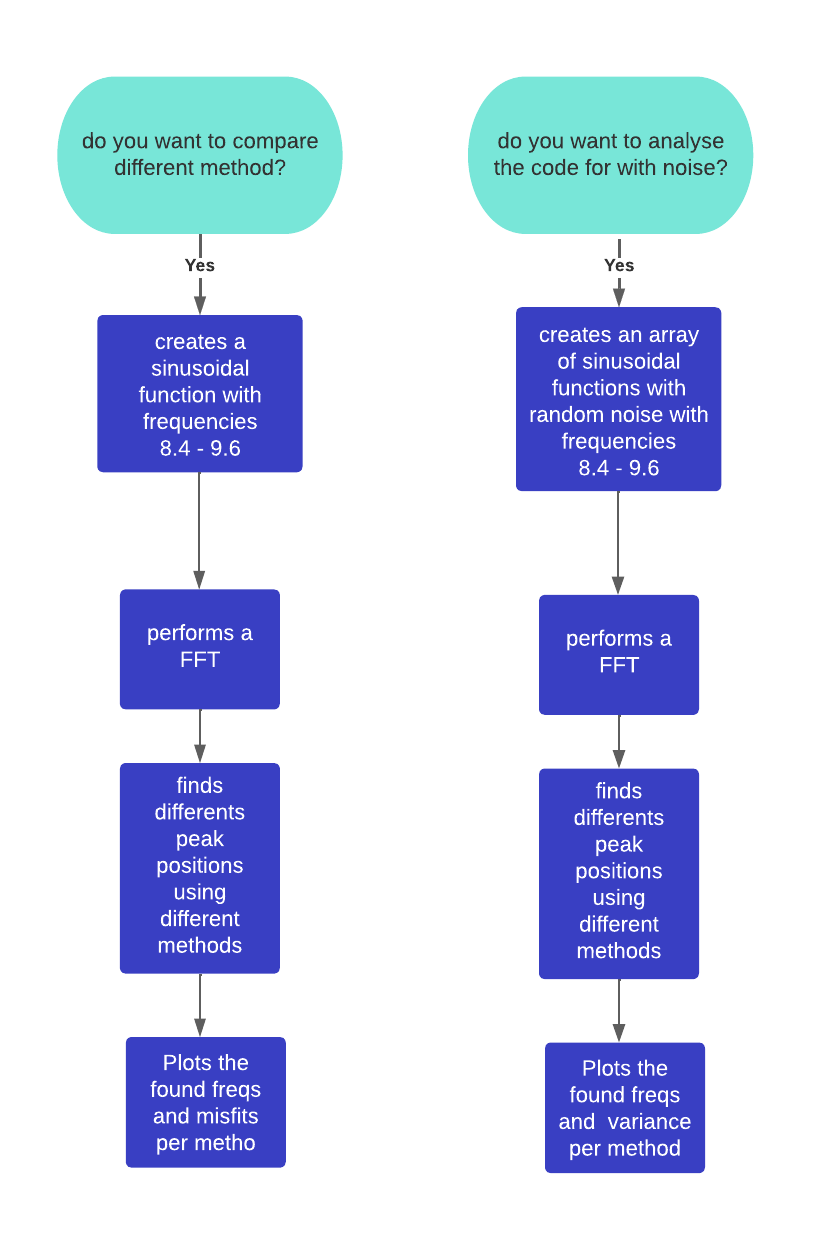 do you want to compare
different method?
Yes
creates a
sinusoidal
function with
frequencies
8.4 - 9.6
performs a
FFT
finds
differents
peak
positions
using
different
methods
Plots the
found freqs
and misfits
per metho
do you want to analyse
the code for with noise?
Yes
creates an array
of sinusoidal
functions with
random noise with
frequencies
8.4 - 9.6
performs a
FFT
finds
differents
peak
positions
using
different
methods
Plots the
found freqs
and  variance
per method